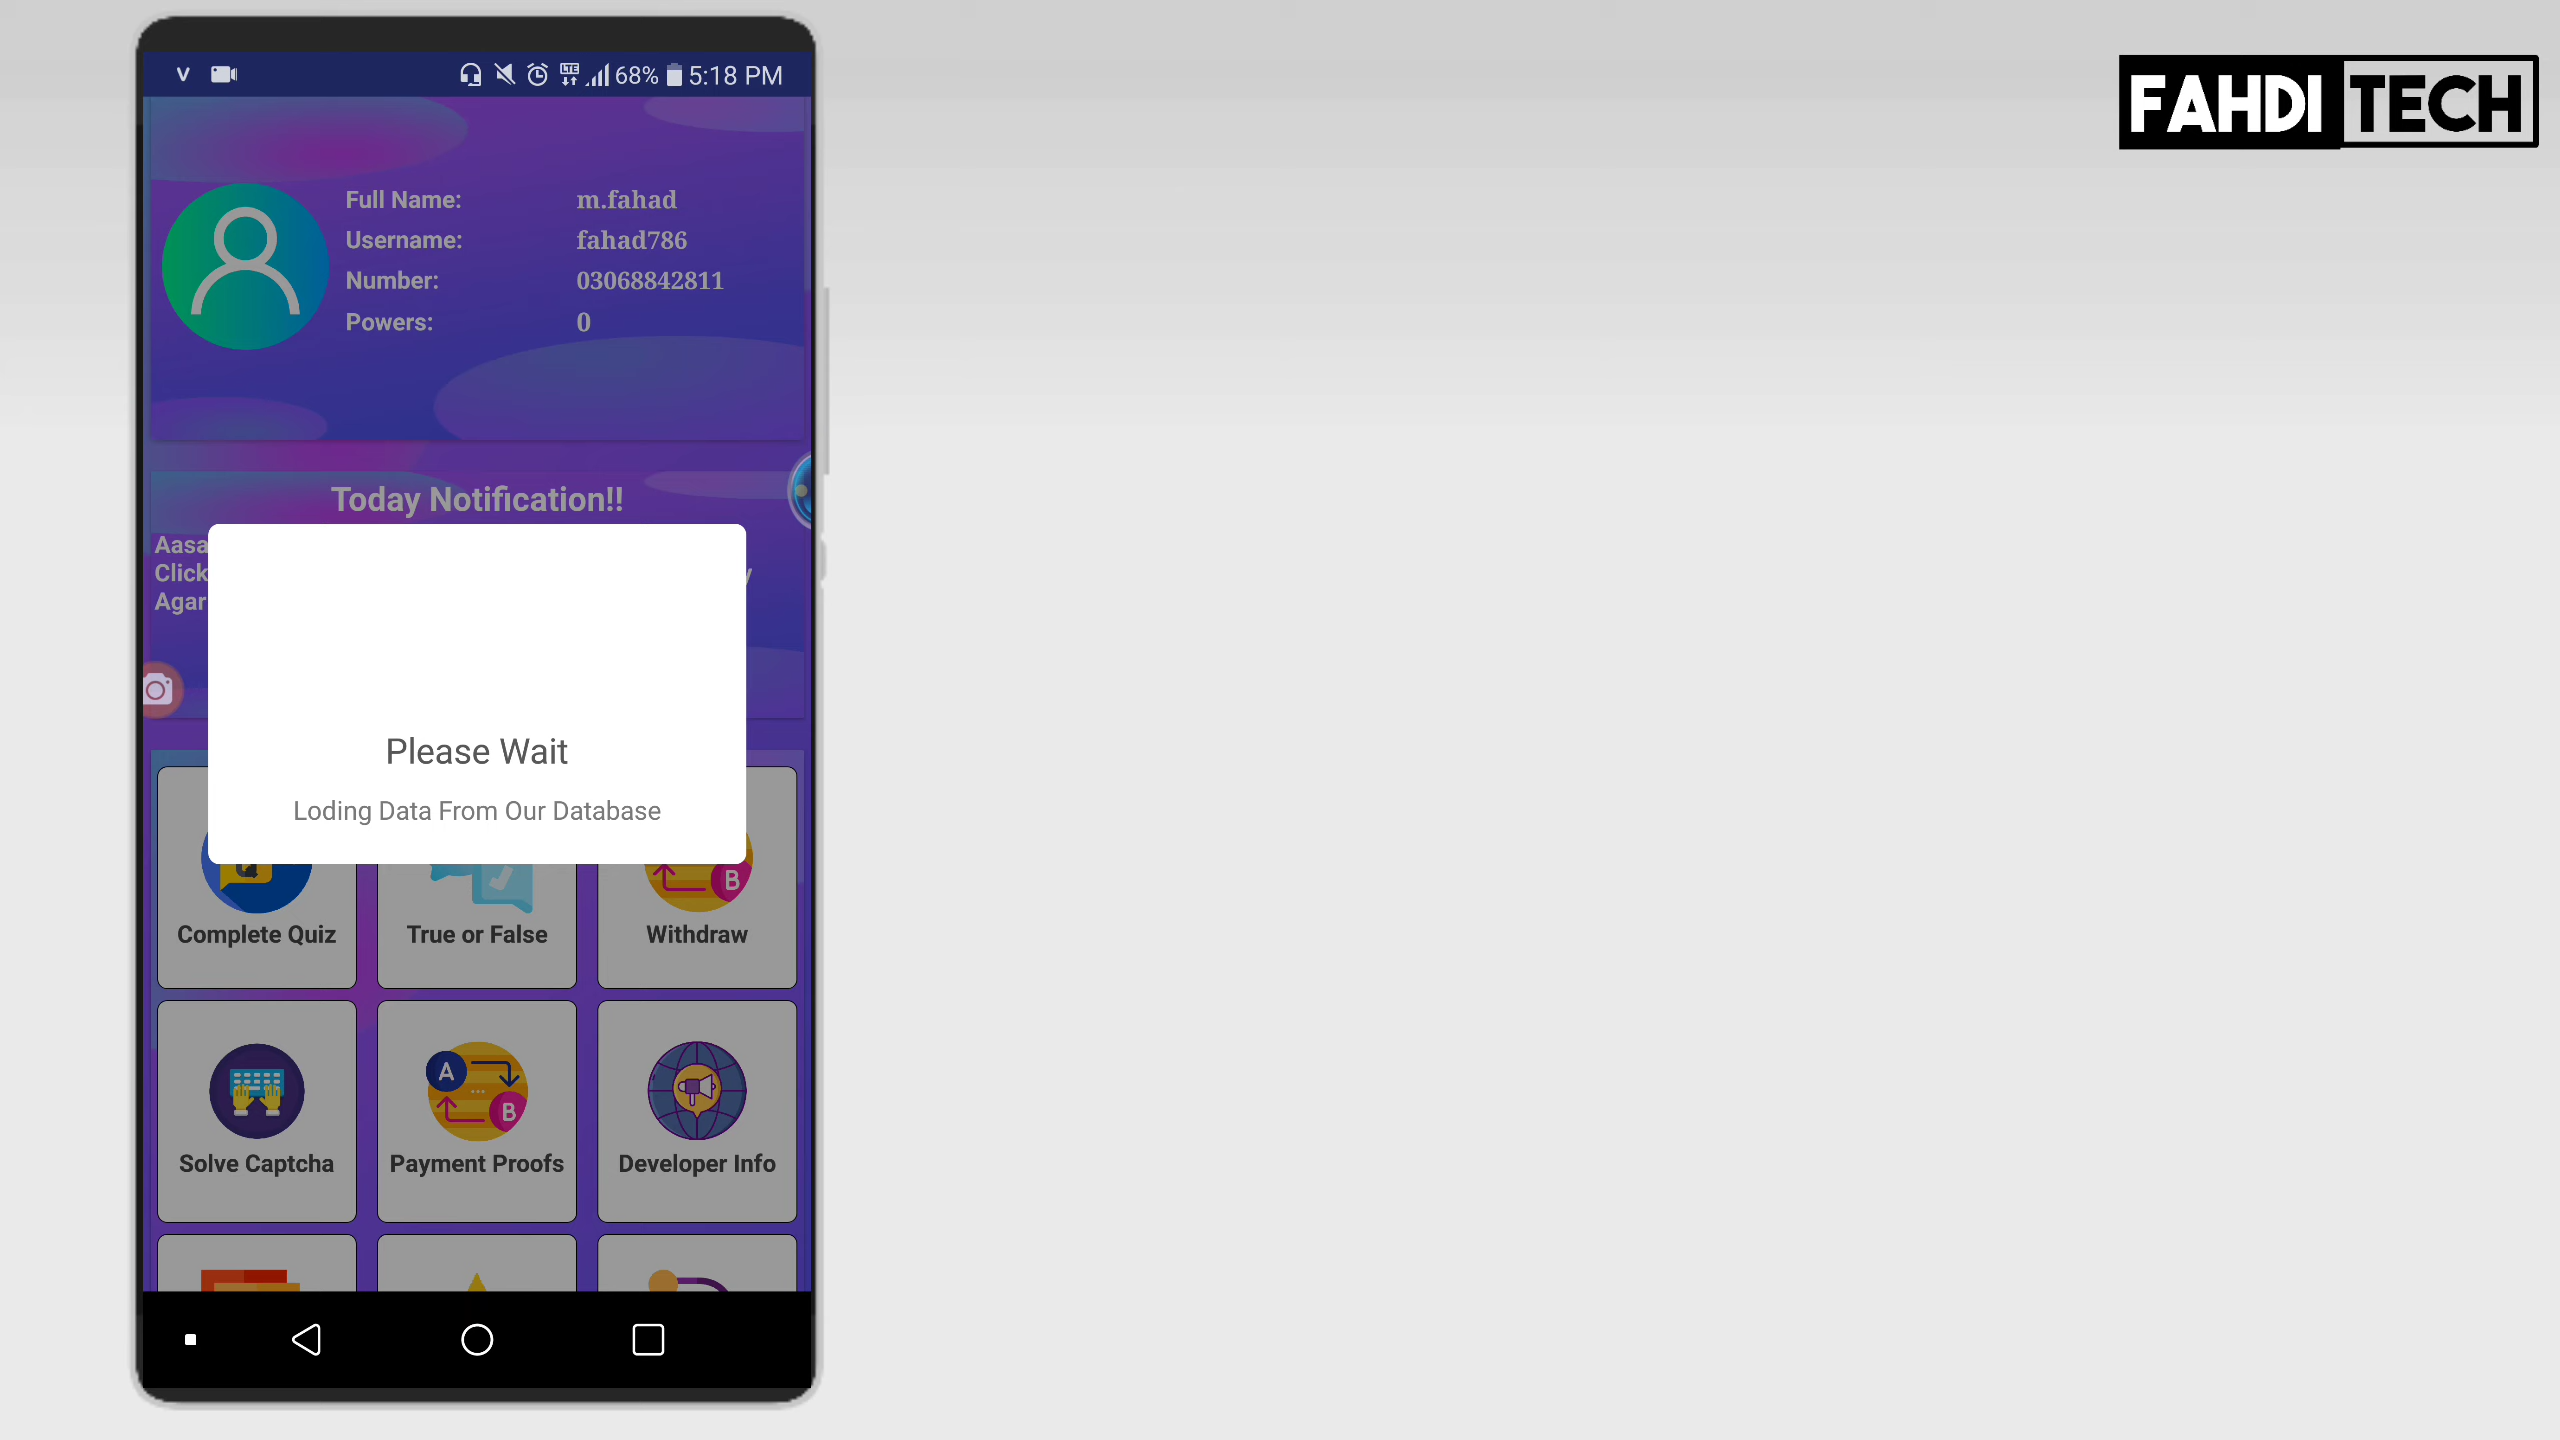 V
LTE 68% 5:18 PM
FAHDI TECH
Full Name: m.fahad
Username: fahad786
Number: 03068842811
Powers: 0
Today Notification!!
Click
Agar
Please Wait
Loding Data From Our Database
B
Complete Quiz
True or False
Withdraw
A
B
Solve Captcha
Payment Proofs
Developer Info